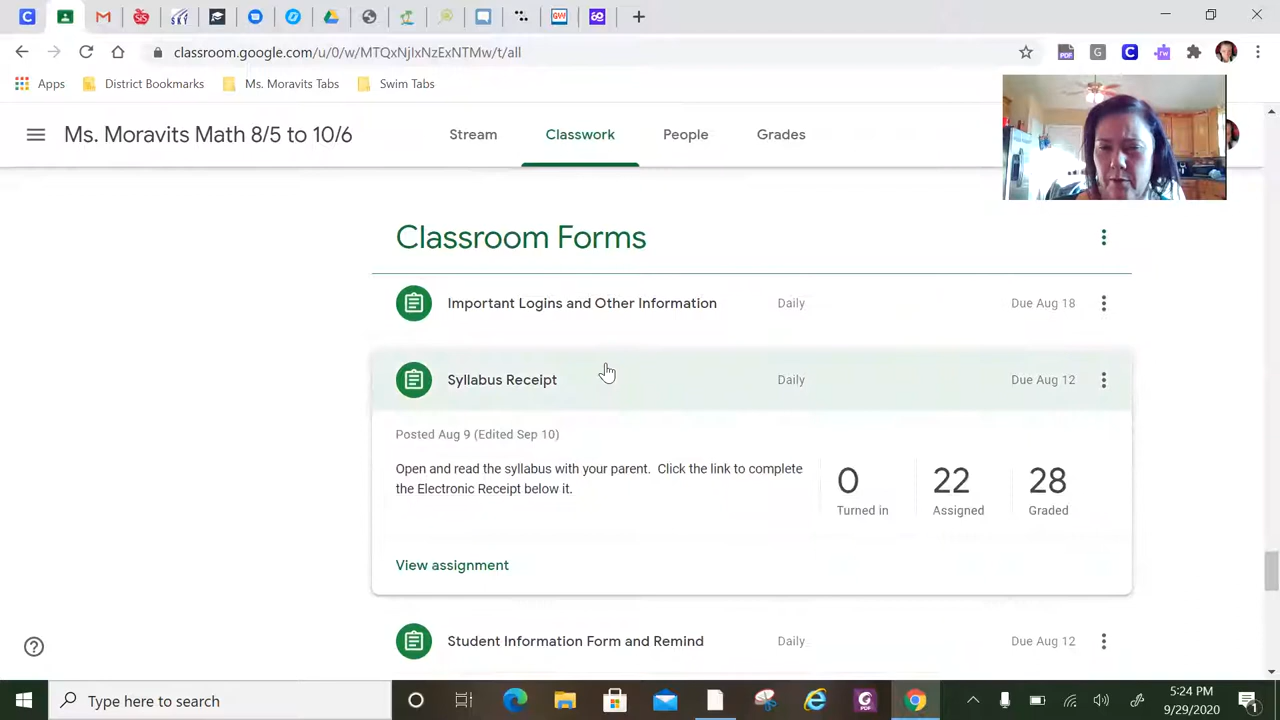 classroom.google.com/u/0/w/MTQxNjIxNzExNTMw/t/all
Apps District Bookmarks Ms. Moravits Tabs Swim Tabs
Ms. Moravits Math 8/5 to 10/6 Stream Classwork People Grades
Classroom Forms
Important Logins and Other Information Daily Due Aug 18
Syllabus Receipt Daily Due Aug 12
Posted Aug 9 (Edited Sep 10)
Open and read the syllabus with your parent. Click the link to complete
the Electronic Receipt below it.
0 22 28
Turned in Assigned Graded
View assignment
Student Information Form and Remind Daily Due Aug 12
Type here to search
5:24 PM
9/29/2020